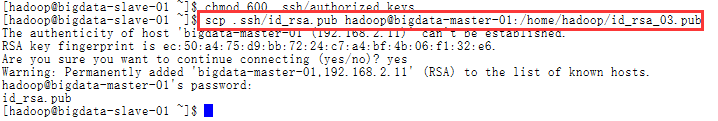 [hadoop@bigdata-slave-01 ~]$ chmod 600 .ssh/authorized_keys
[hadoop@bigdata-slave-01 ~]$ scp .ssh/id_rsa.pub hadoop@bigdata-master-01:/home/hadoop/id_rsa_03.pub
The authenticity of host 'bigdata-master-01 (192.168.2.11)' can't be established.
RSA key fingerprint is ec:50:a4:75:d9:bb:72:24:c7:a4:bf:4b:06:f1:32:e6.
Are you sure you want to continue connecting (yes/no)? yes
Warning: Permanently added 'bigdata-master-01,192.168.2.11' (RSA) to the list of known hosts.
hadoop@bigdata-master-01's password:
id_rsa.pub
[hadoop@bigdata-slave-01 ~]$